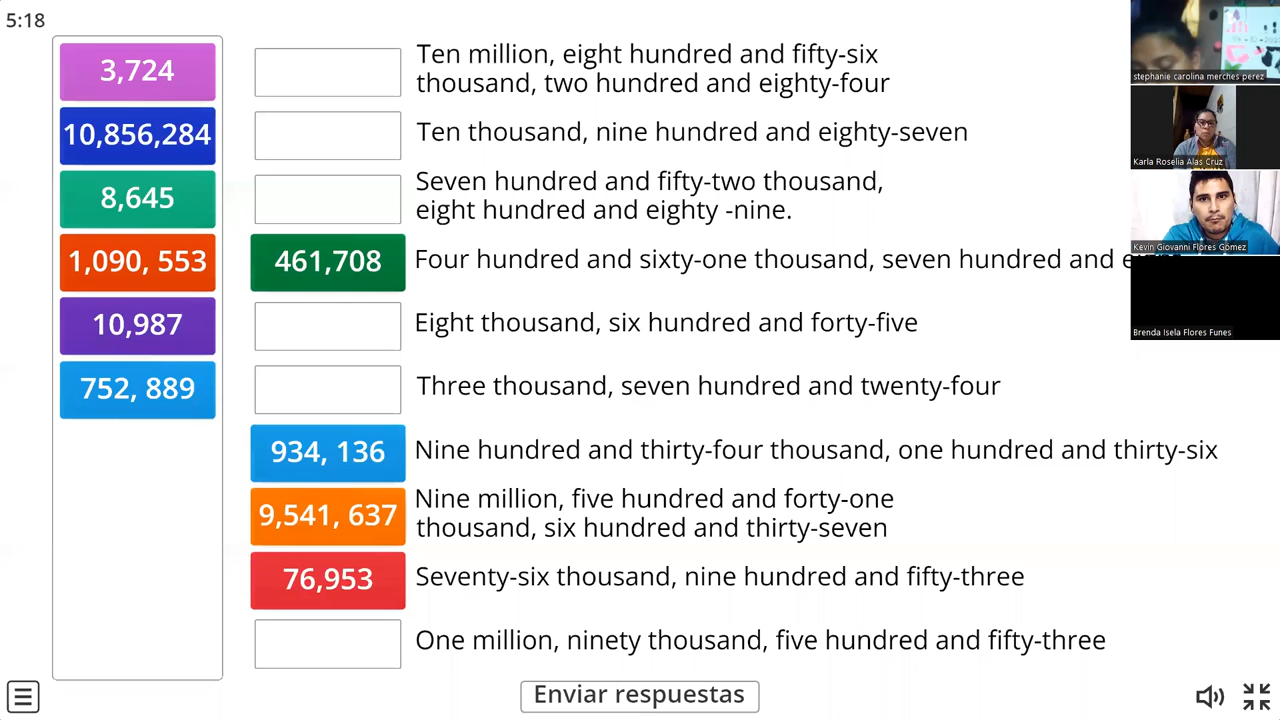 5:18
3,724
10,856,284
8,645
1,090, 553
10,987
752, 889
Ten million, eight hundred and fifty-six
thousand, two hundred and eighty-four
Ten thousand, nine hundred and eighty-seven
Seven hundred and fifty-two thousand,
eight hundred and eighty -nine.
461,708
Four hundred and sixty-one thousand, seven hundred and
Eight thousand, six hundred and forty-five
Three thousand, seven hundred and twenty-four
934, 136
Nine hundred and thirty-four thousand, one hundred and thirty-six
9,541, 637
Nine million, five hundred and forty-one
thousand, six hundred and thirty-seven
76,953
Seventy-six thousand, nine hundred and fifty-three
One million, ninety thousand, five hundred and fifty-three
Enviar respuestas
stephanie carolina merches perez
Karla Roselia Alas Cruz
Kevin Giovanni Flores Gómez
Brenda Isela Flores Funes